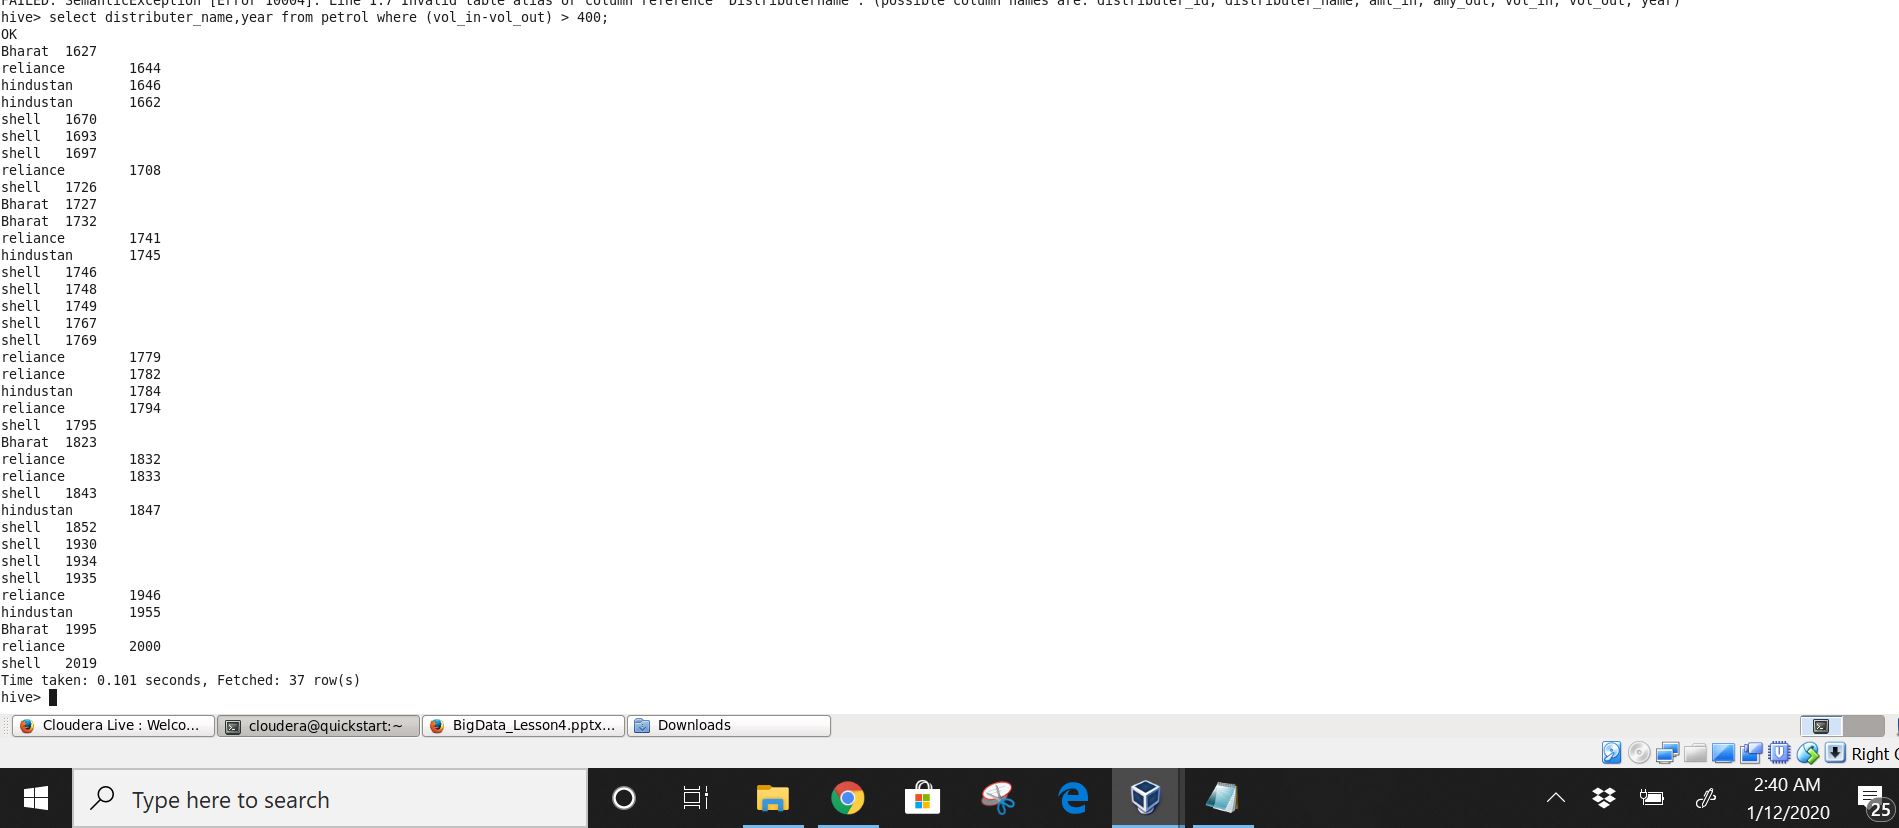 FAILED: SemanticException [Error 10004]: Line 1:7 Invalid table alias or column reference 'Distributername': (possible column names are: distributer_id, distributer_name, amt_in, amy_out, vol_in, vol_out, year)
hive> select distributer_name,year from petrol where (vol_in-vol_out) > 400;
OK
Bharat 1627
reliance 1644
hindustan 1646
hindustan 1662
shell 1670
shell 1693
shell 1697
reliance 1708
shell 1726
Bharat 1727
Bharat 1732
reliance 1741
hindustan 1745
shell 1746
shell 1748
shell 1749
shell 1767
shell 1769
reliance 1779
reliance 1782
hindustan 1784
reliance 1794
shell 1795
Bharat 1823
reliance 1832
reliance 1833
shell 1843
hindustan 1847
shell 1852
shell 1930
shell 1934
shell 1935
reliance 1946
hindustan 1955
Bharat 1995
reliance 2000
shell 2019
Time taken: 0.101 seconds, Fetched: 37 row(s)
hive>
Cloudera Live : Welco... cloudera@quickstart:~ BigData_Lesson4.pptx... Downloads
Right
Type here to search
2:40 AM
1/12/2020
25